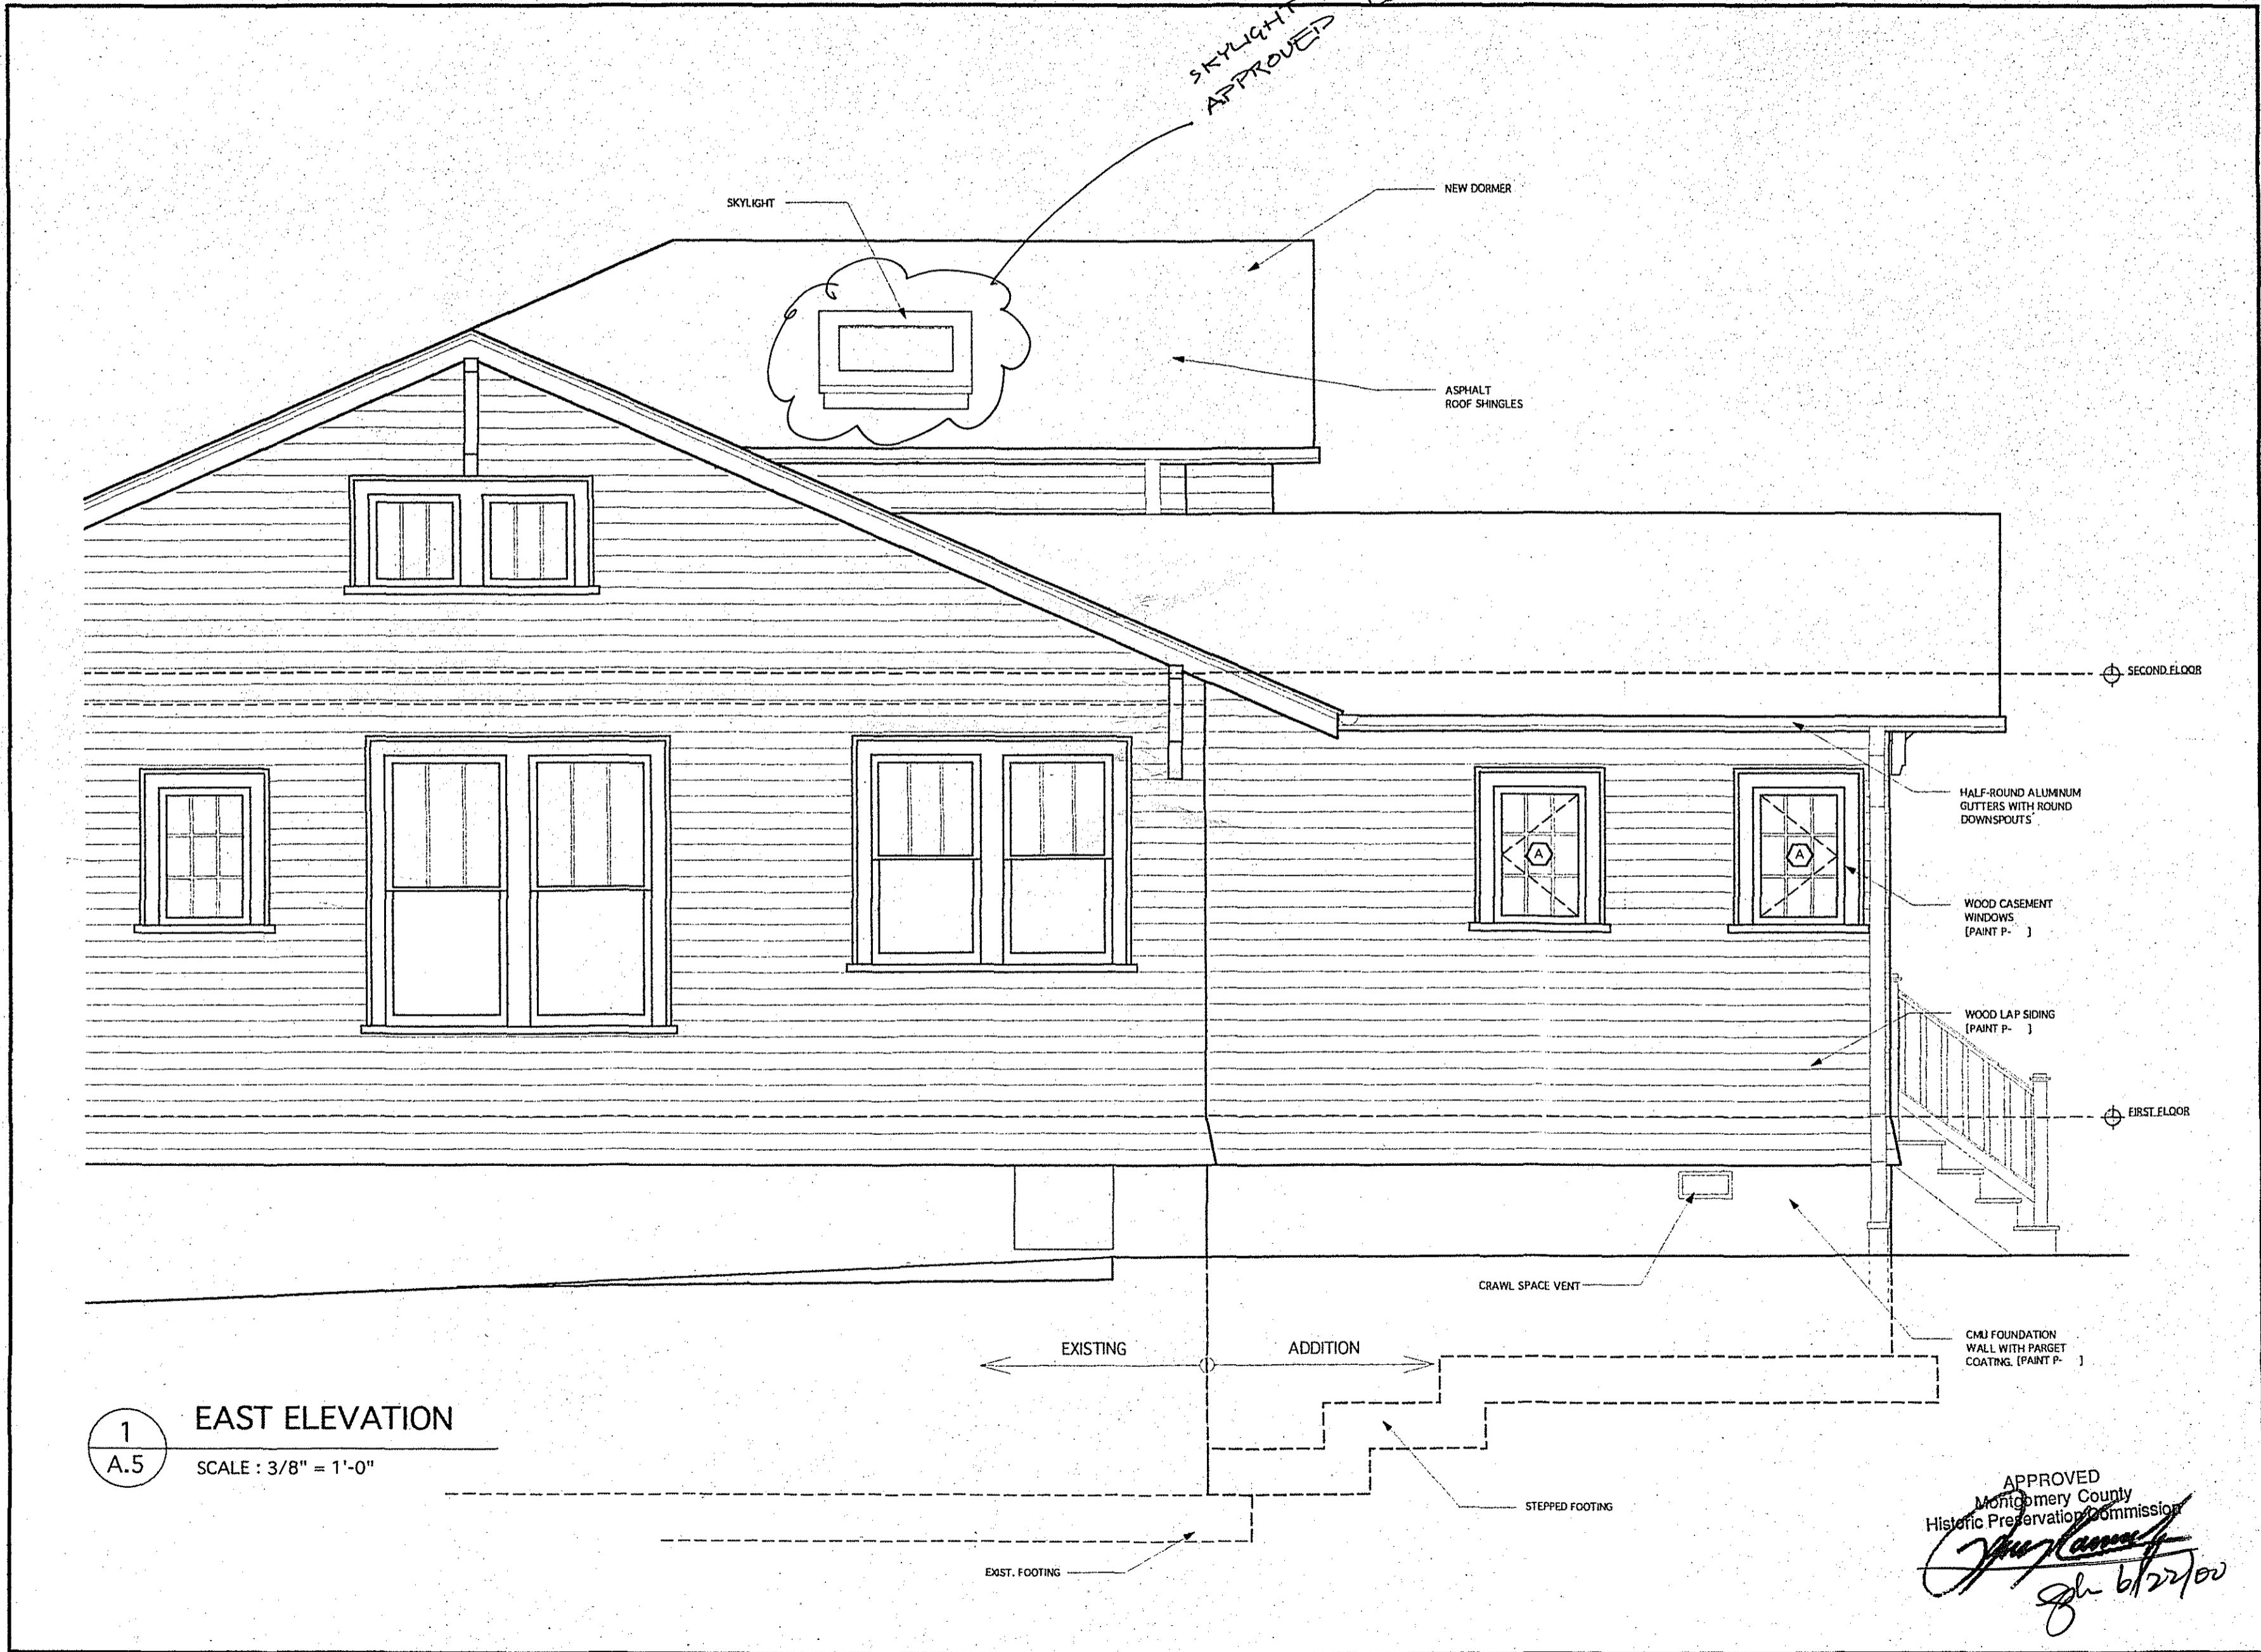 SKYLIGHT
APPROVED
SKYLIGHT
NEW DORMER
ASPHALT
ROOF SHINGLES
SECOND FLOOR
HALF-ROUND ALUMINUM
GUTTERS WITH ROUND
DOWNSPOUTS
A
A
WOOD CASEMENT
WINDOWS
[PAINT P- ]
WOOD LAP SIDING
[PAINT P- ]
FIRST FLOOR
CRAWL SPACE VENT
CMU FOUNDATION
WALL WITH PARGET
COATING. [PAINT P- ]
EXISTING
ADDITION
1
A.5
EAST ELEVATION
SCALE : 3/8" = 1'-0"
STEPPED FOOTING
EXIST. FOOTING
APPROVED
Montgomery County
Historic Preservation Commission
6/22/00